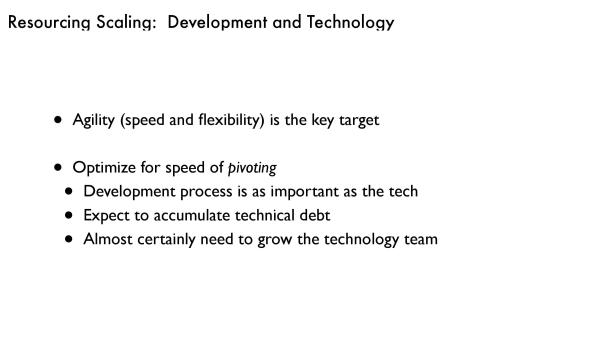 Resourcing Scaling: Development and Technology
• Agility (speed and flexibility) is the key target
• Optimize for speed of pivoting
• Development process is as important as the tech
• Expect to accumulate technical debt
• Almost certainly need to grow the technology team